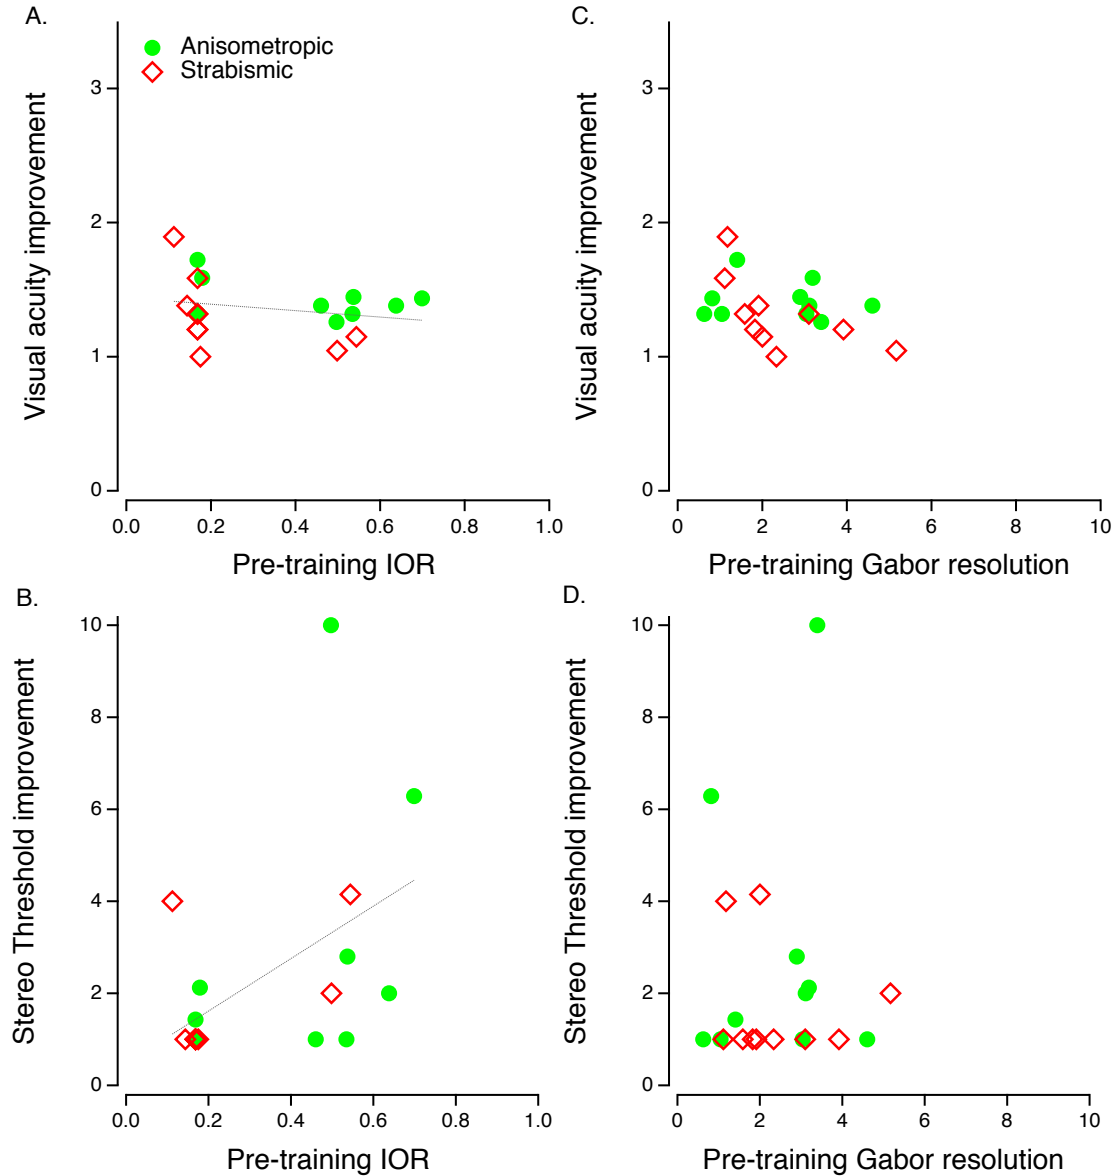 A.
Anisometropic
Strabismic
Visual acuity improvement
3
2
1
0
0.0 0.2 0.4 0.6 0.8 1.0
Pre-training IOR
C.
Visual acuity improvement
3
2
1
0
0 2 4 6 8 10
Pre-training Gabor resolution
B.
Stereo Threshold improvement
10
8
6
4
2
0
0.0 0.2 0.4 0.6 0.8 1.0
Pre-training IOR
D.
Stereo Threshold improvement
10
8
6
4
2
0
0 2 4 6 8 10
Pre-training Gabor resolution